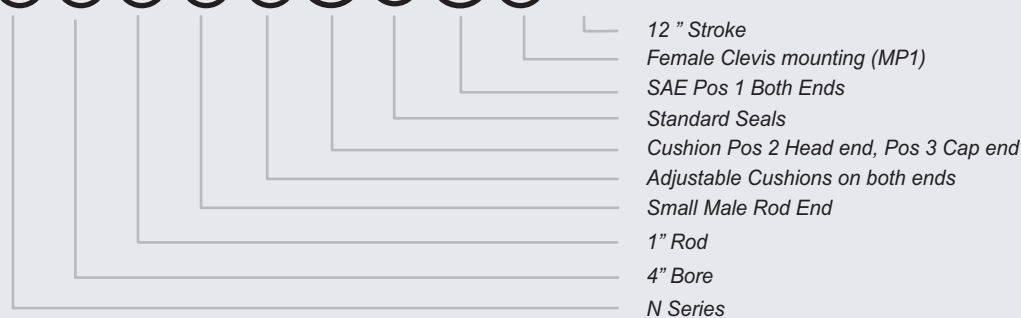 12 ” Stroke
Female Clevis mounting (MP1)
SAE Pos 1 Both Ends
Standard Seals
Cushion Pos 2 Head end, Pos 3 Cap end
Adjustable Cushions on both ends
Small Male Rod End
1” Rod
4” Bore
N Series